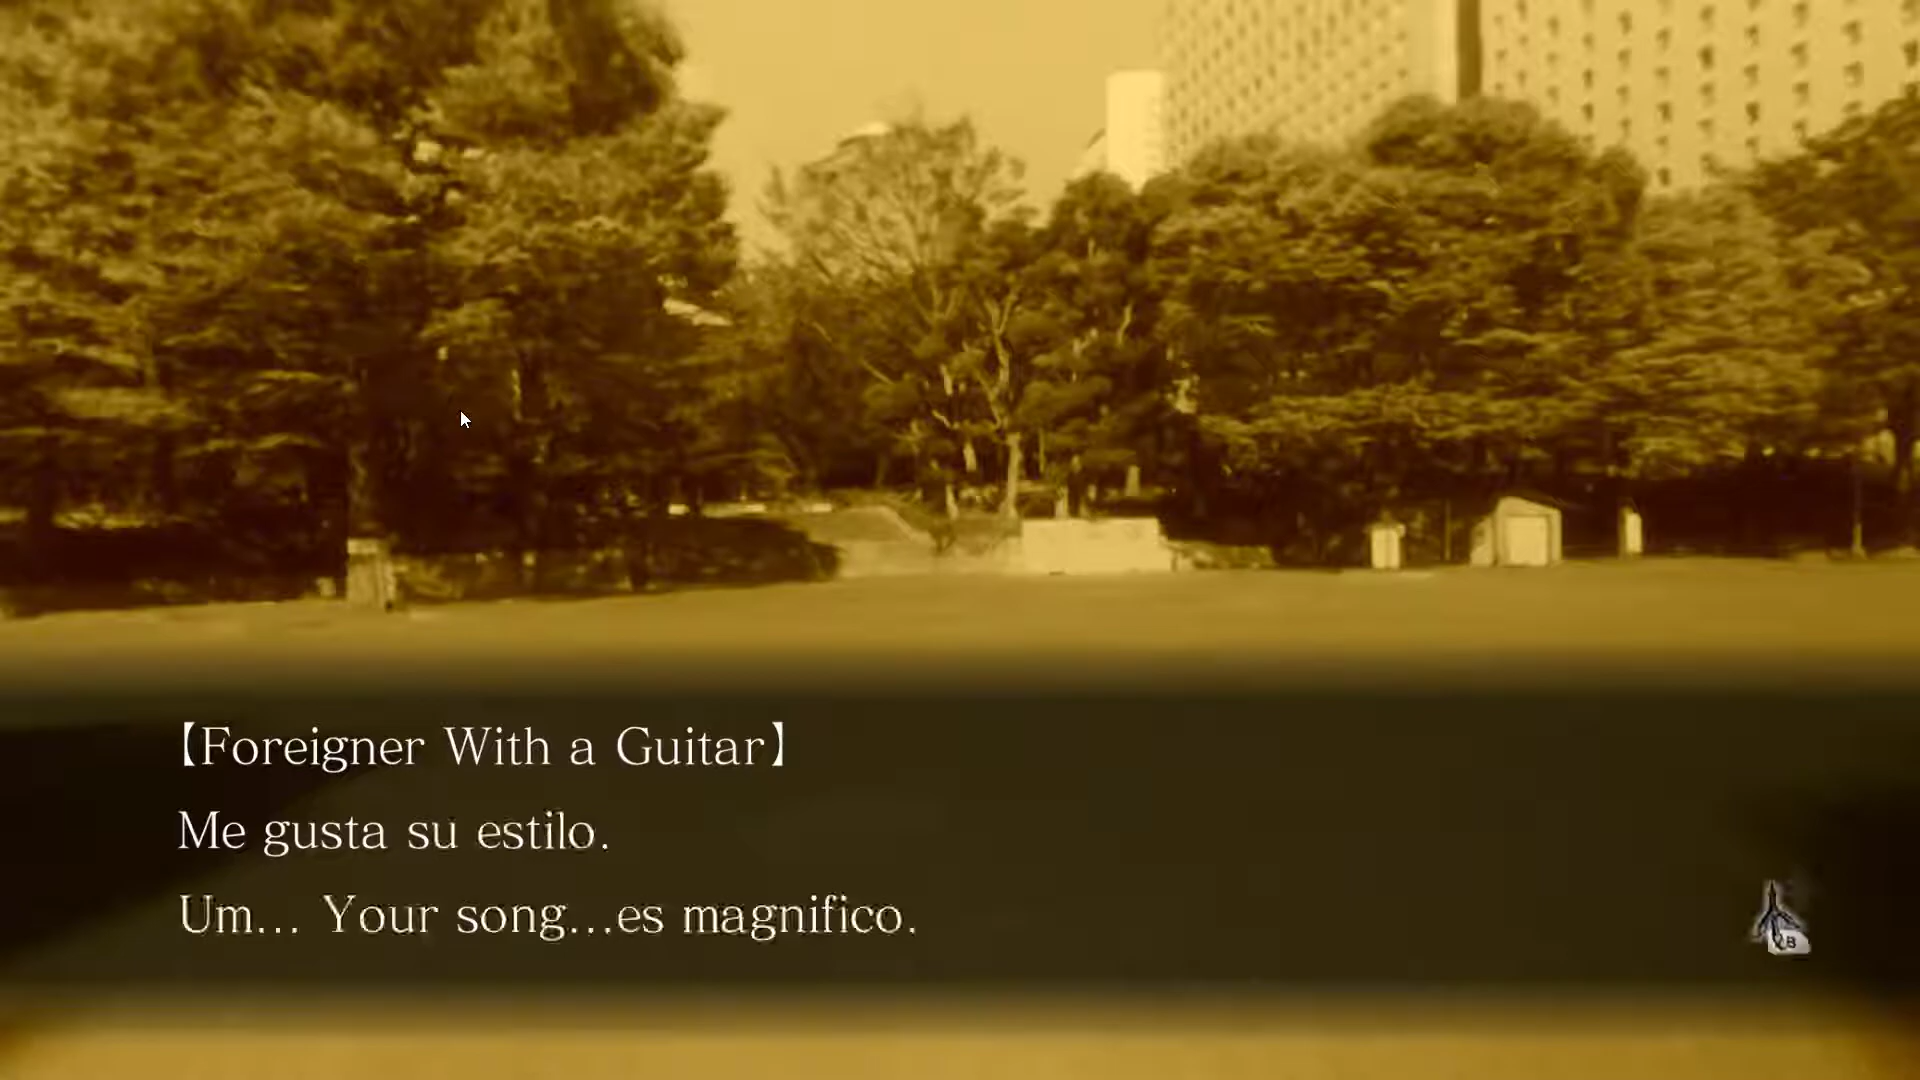 【Foreigner With a Guitar】
Me gusta su estilo.
Um... Your song...es magnifico.
B